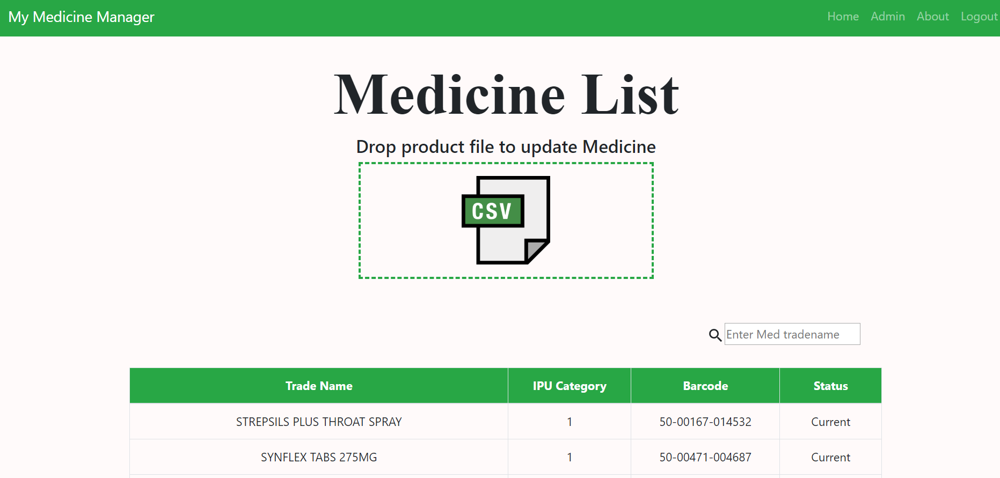 My Medicine Manager Home Admin About Logout
Medicine List
Drop product file to update Medicine
CSV
Enter Med tradename
Trade Name IPU Category Barcode Status
STREPSILS PLUS THROAT SPRAY 1 50-00167-014532 Current
SYNFLEX TABS 275MG 1 50-00471-004687 Current